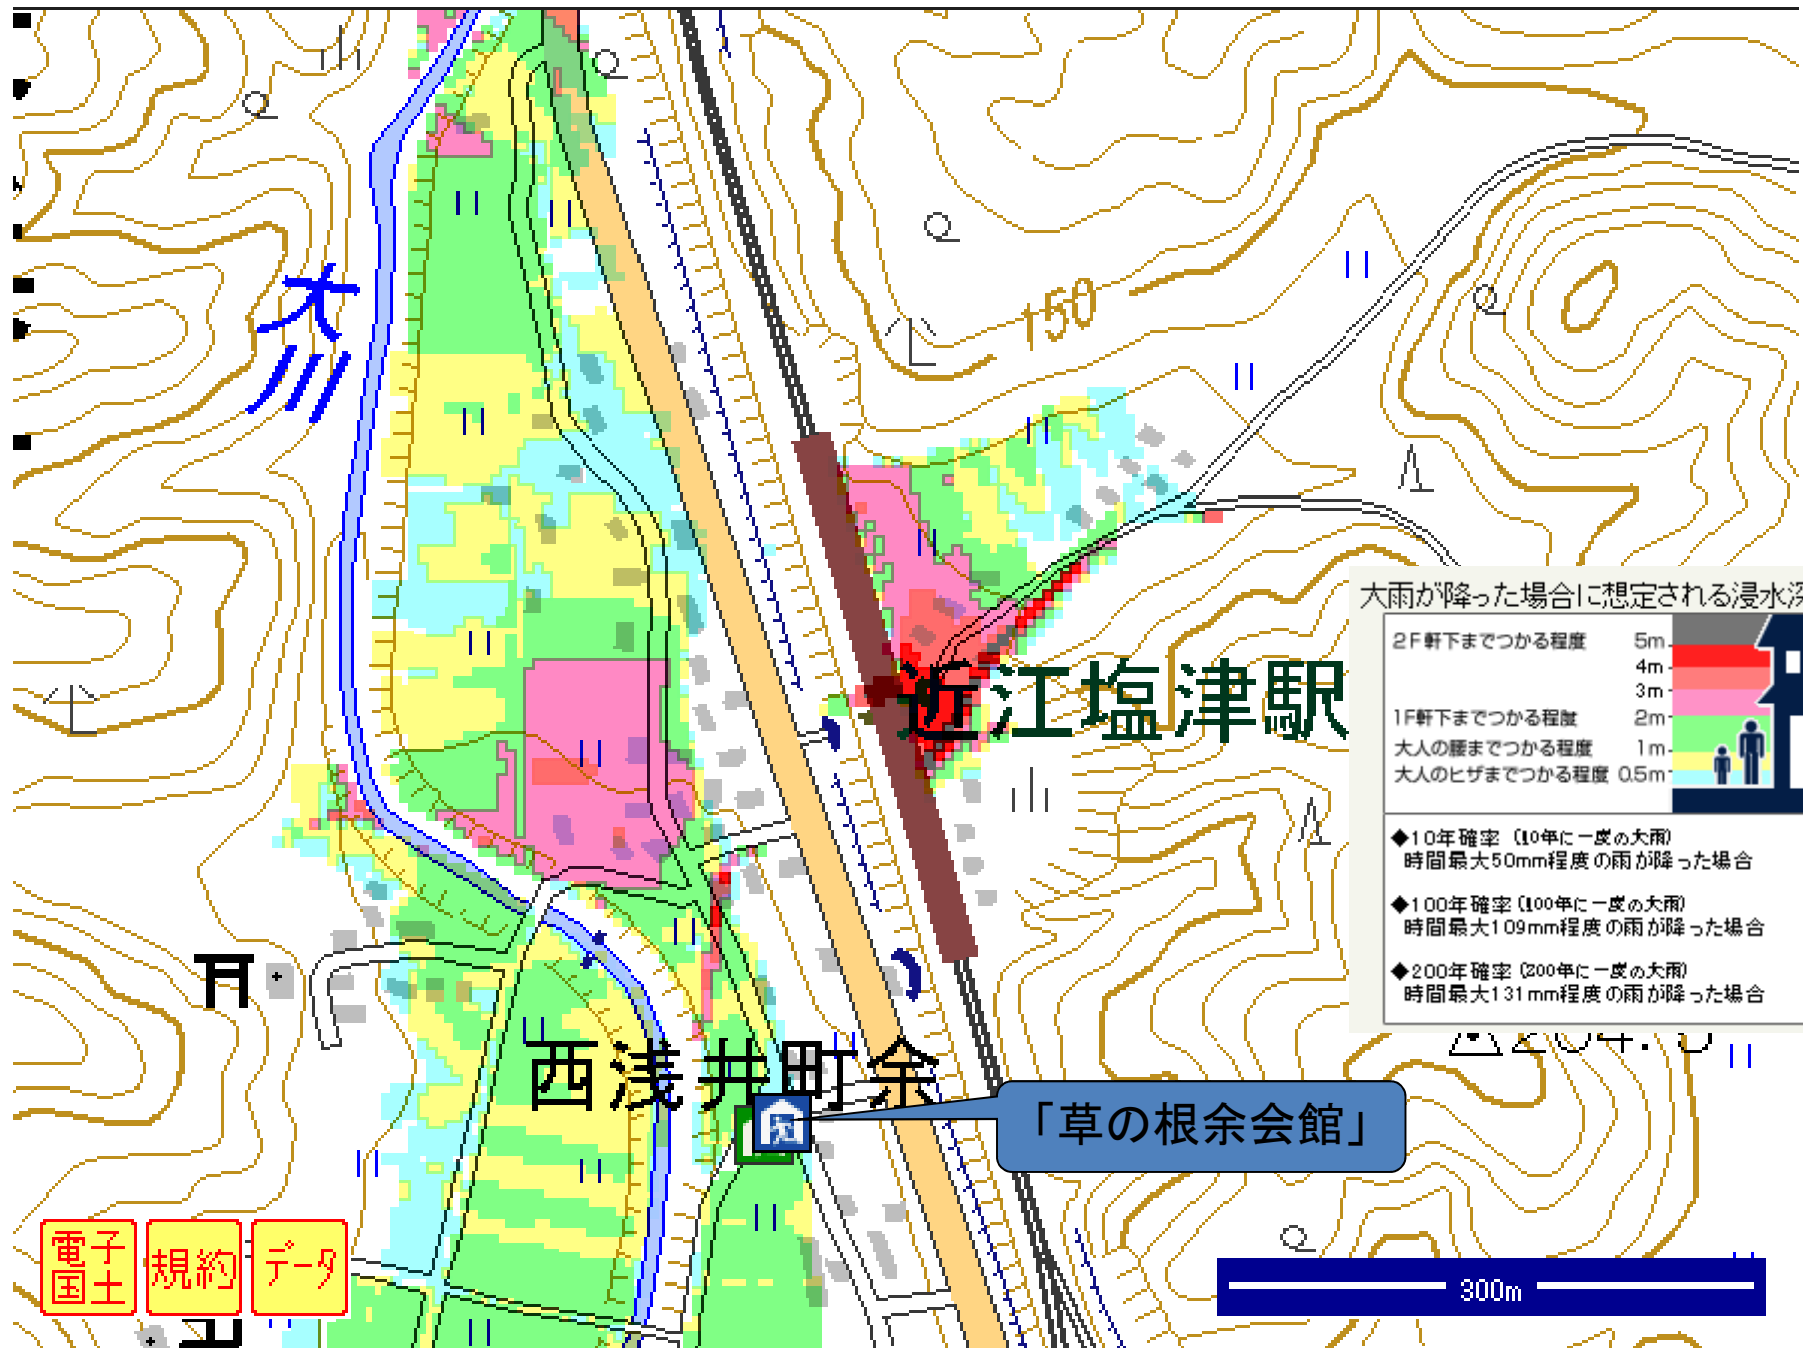 大川
150
近江塩津駅
大雨が降った場合に想定される浸水深
2F軒下までつかる程度 5m
4m
3m
1F軒下までつかる程度 2m
大人の腰までつかる程度 1m
大人のヒザまでつかる程度 0.5m
◆10年確率(10年に一度の大雨)
時間最大50mm程度の雨が降った場合
◆100年確率(100年に一度の大雨)
時間最大109mm程度の雨が降った場合
◆200年確率(200年に一度の大雨)
時間最大131mm程度の雨が降った場合
西浅井町余
「草の根余会館」
電子国土
規約
データ
300m